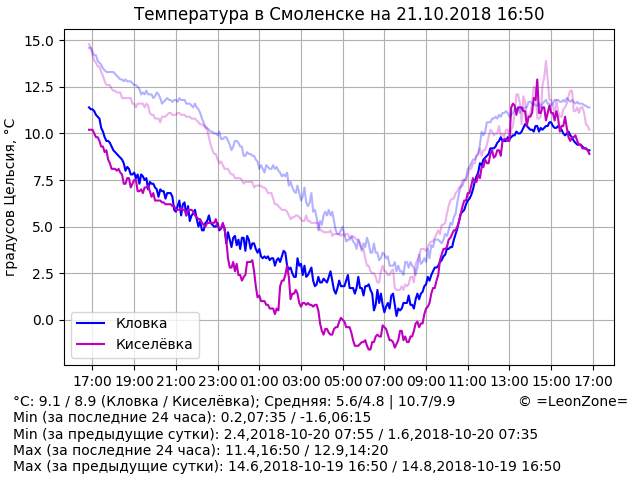 Температура в Смоленске на 21.10.2018 16:50
15.0
12.5
10.0
7.5
5.0
2.5
0.0
градусов Цельсия, °C
Кловка
Киселёвка
17:00 19:00 21:00 23:00 01:00 03:00 05:00 07:00 09:00 11:00 13:00 15:00 17:00
°C: 9.1 / 8.9 (Кловка / Киселёвка); Средняя: 5.6/4.8 | 10.7/9.9 © =LeonZone=
Min (за последние 24 часа): 0.2,07:35 / -1.6,06:15
Min (за предыдущие сутки): 2.4,2018-10-20 07:55 / 1.6,2018-10-20 07:35
Max (за последние 24 часа): 11.4,16:50 / 12.9,14:20
Max (за предыдущие сутки): 14.6,2018-10-19 16:50 / 14.8,2018-10-19 16:50